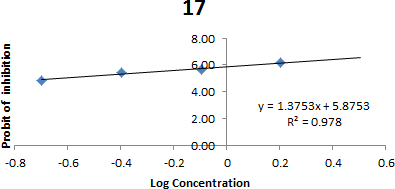 17
8.00
6.00
4.00
2.00
0.00
Probit of inhibition
y = 1.3753x + 5.8753
R² = 0.978
-0.8 -0.6 -0.4 -0.2 0 0.2 0.4 0.6
Log Concentration